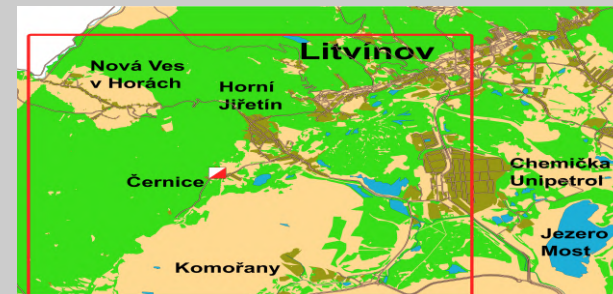 Litvínov
Nová Ves
v Horách
Horní
Jiřetín
Černice
Chemička
Unipetrol
Jezero
Most
Komořany